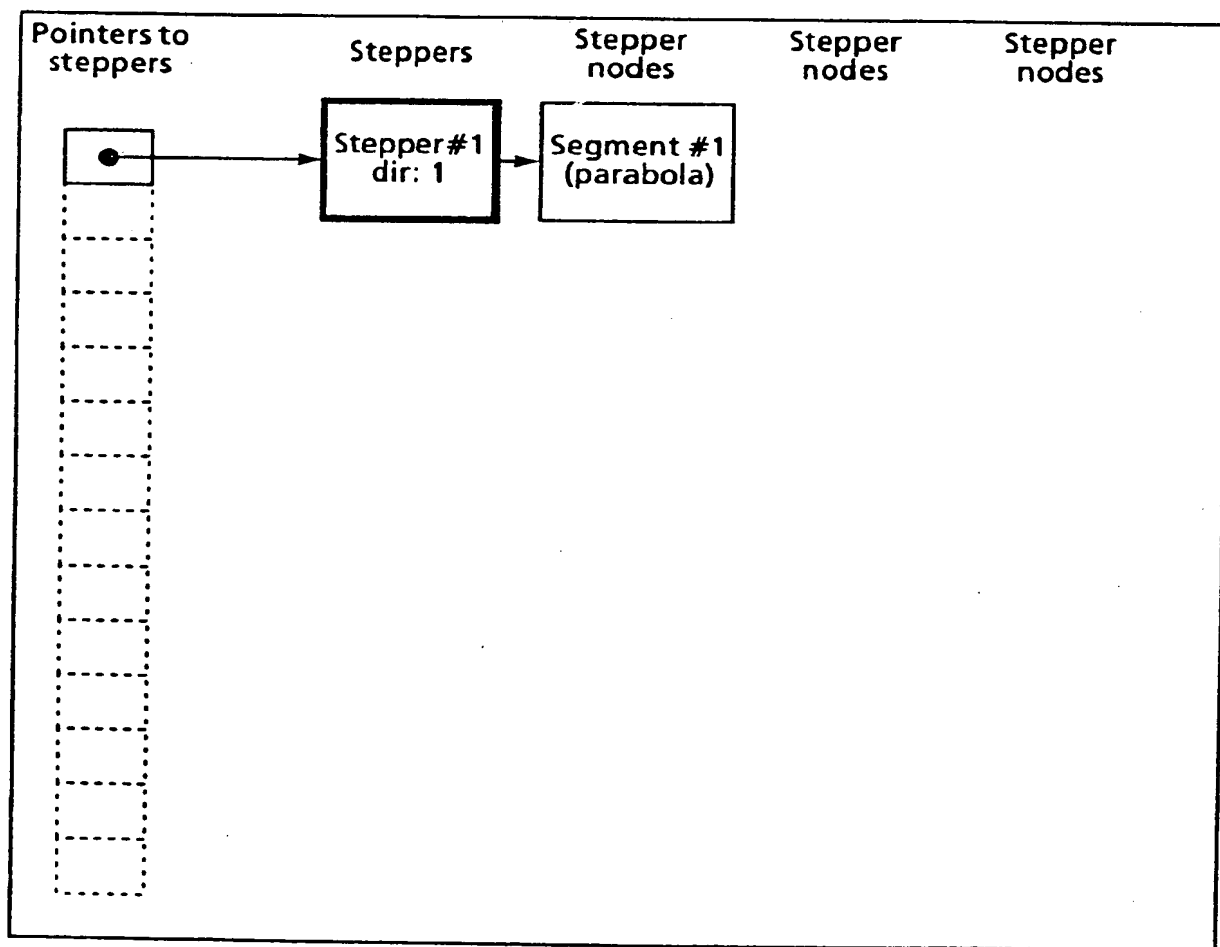 Pointers to
steppers
Steppers
Stepper
nodes
Stepper
nodes
Stepper
nodes
Stepper#1
dir: 1
Segment #1
(parabola)